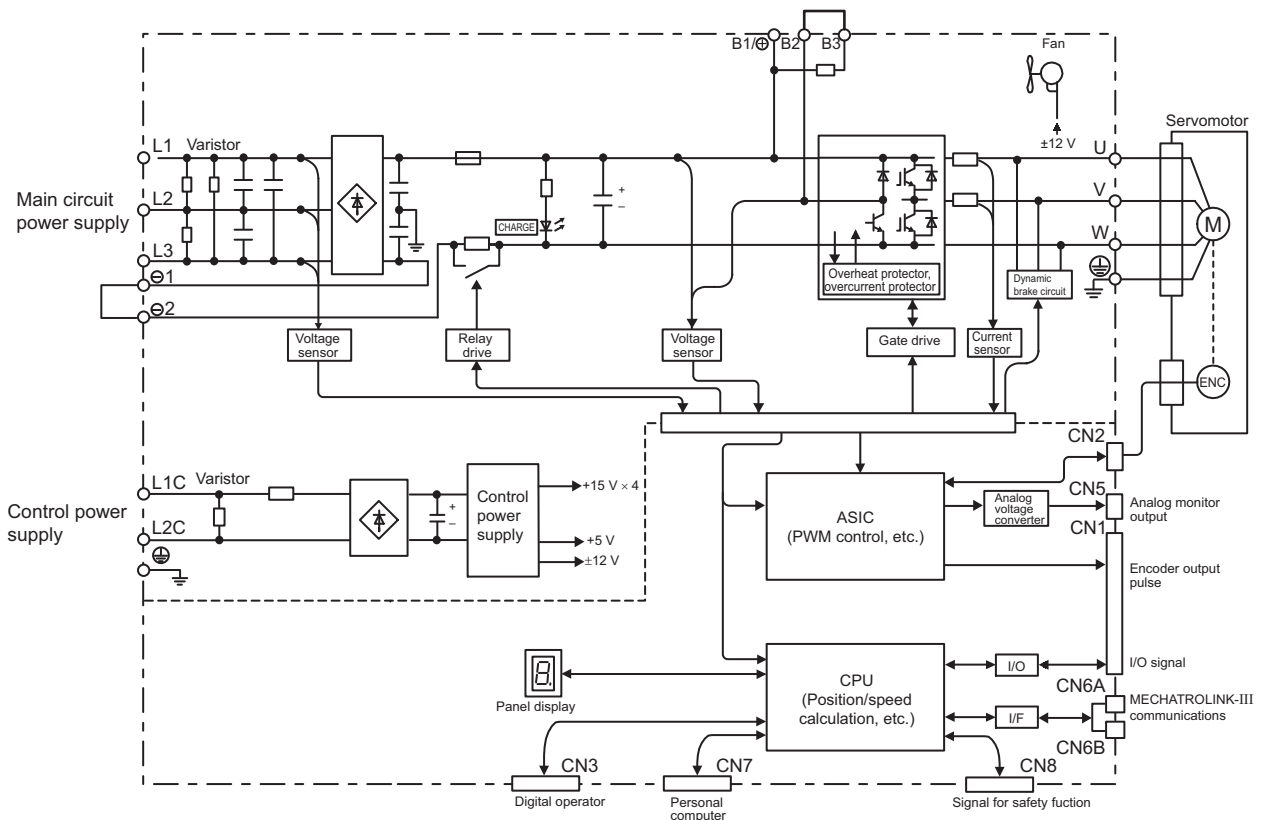 B1/⊕ B2 B3
Fan
±12 V
Servomotor
L1 Varistor
U
Main circuit
power supply
L2
V
CHARGE
+
–
W
M
L3
⊖1
⊖2
Overheat protector,
overcurrent protector
Dynamic
brake circuit
Voltage
sensor
Relay
drive
Voltage
sensor
Gate drive
Current
sensor
ENC
CN2
Control power
supply
L1C Varistor
L2C
+
–
Control
power
supply
+15 V × 4
+5 V
±12 V
ASIC
(PWM control, etc.)
Analog
voltage
converter
CN5
Analog monitor
output
CN1
Encoder output
pulse
8.
Panel display
CPU
(Position/speed
calculation, etc.)
I/O
I/O signal
CN6A
I/F
MECHATROLINK-III
communications
CN6B
CN3
Digital operator
CN7
Personal
computer
CN8
Signal for safety fuction